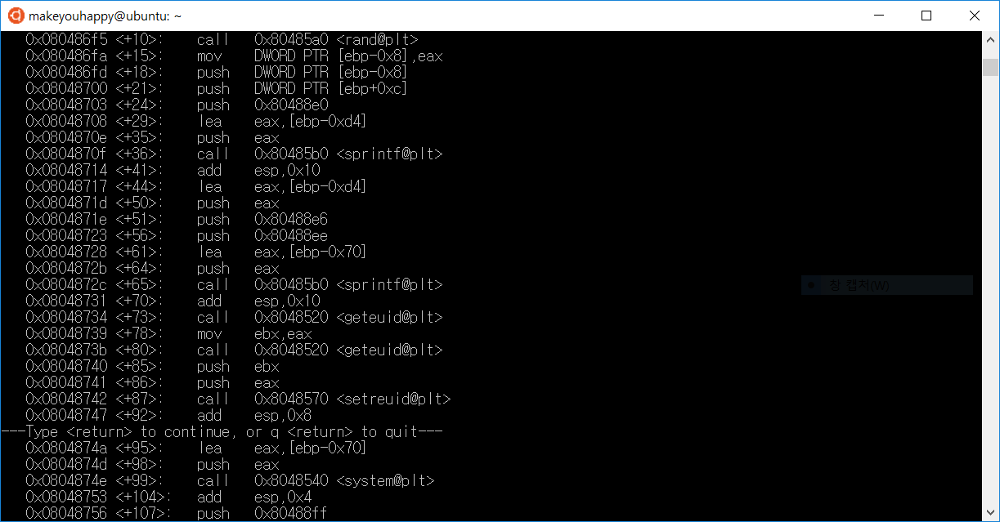 makeyouhappy@ubuntu: ~
0x080486f5 <+10>: call 0x80485a0 <rand@plt>
0x080486fa <+15>: mov DWORD PTR [ebp-0x8],eax
0x080486fd <+18>: push DWORD PTR [ebp-0x8]
0x08048700 <+21>: push DWORD PTR [ebp+0xc]
0x08048703 <+24>: push 0x80488e0
0x08048708 <+29>: lea eax,[ebp-0xd4]
0x0804870e <+35>: push eax
0x0804870f <+36>: call 0x80485b0 <sprintf@plt>
0x08048714 <+41>: add esp,0x10
0x08048717 <+44>: lea eax,[ebp-0xd4]
0x0804871d <+50>: push eax
0x0804871e <+51>: push 0x80488e6
0x08048723 <+56>: push 0x80488ee
0x08048728 <+61>: lea eax,[ebp-0x70]
0x0804872b <+64>: push eax
0x0804872c <+65>: call 0x80485b0 <sprintf@plt>
창 캡처(W)
0x08048731 <+70>: add esp,0x10
0x08048734 <+73>: call 0x8048520 <geteuid@plt>
0x08048739 <+78>: mov ebx,eax
0x0804873b <+80>: call 0x8048520 <geteuid@plt>
0x08048740 <+85>: push ebx
0x08048741 <+86>: push eax
0x08048742 <+87>: call 0x8048570 <setreuid@plt>
0x08048747 <+92>: add esp,0x8
---Type <return> to continue, or q <return> to quit---
0x0804874a <+95>: lea eax,[ebp-0x70]
0x0804874d <+98>: push eax
0x0804874e <+99>: call 0x8048540 <system@plt>
0x08048753 <+104>: add esp,0x4
0x08048756 <+107>: push 0x80488ff